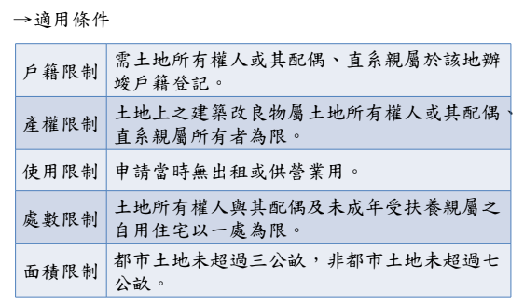 →適用條件
戶籍限制
需土地所有權人或其配偶、直系親屬於該地辦
竣戶籍登記。
產權限制
土地上之建築改良物屬土地所有權人或其配偶、
直系親屬所有者為限。
使用限制
申請當時無出租或供營業用。
處數限制
土地所有權人與其配偶及未成年受扶養親屬之
自用住宅以一處為限。
面積限制
都市土地未超過三公畝，非都市土地未超過七
公畝。